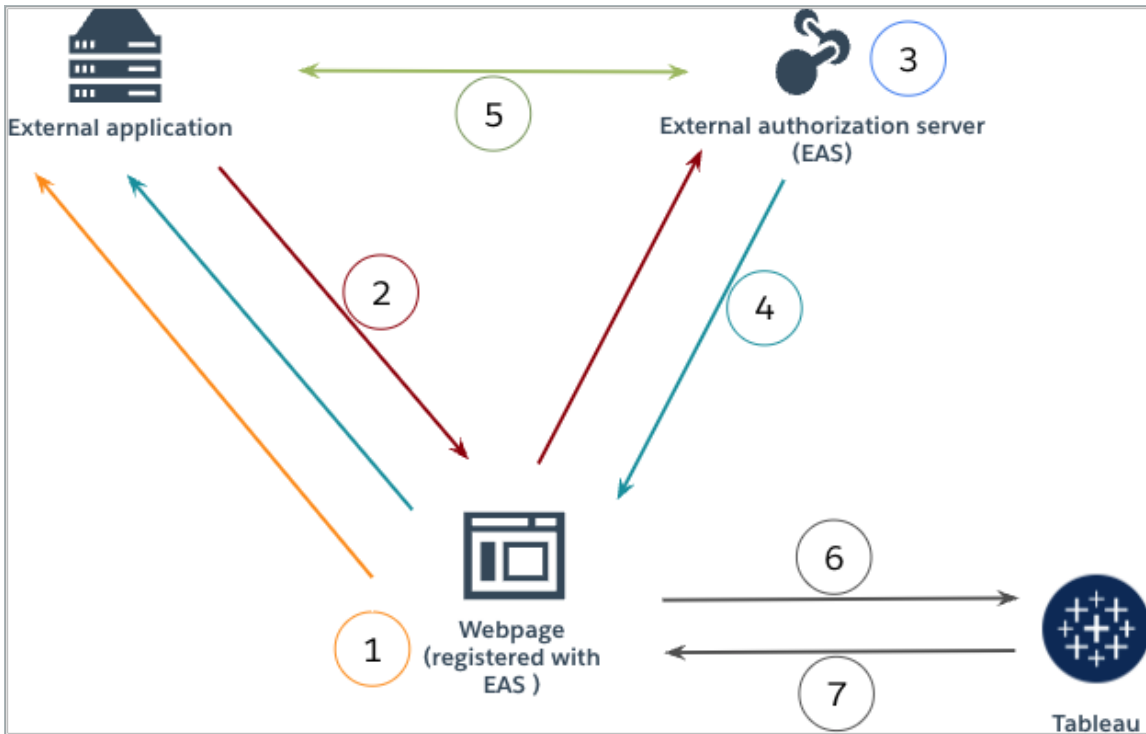 3
5
External application
External authorization server
(EAS)
2
4
6
1
Webpage
(registered with
EAS )
7
Tableau